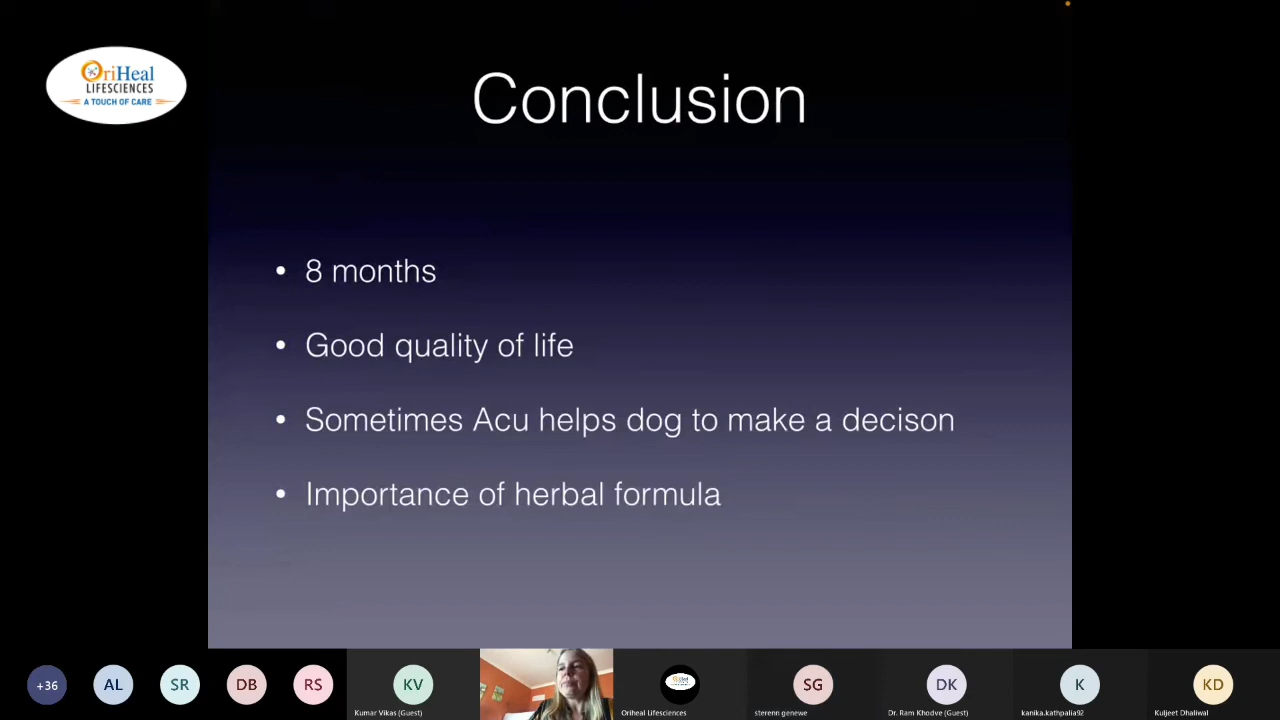 OriHeal
LIFESCIENCES
A TOUCH OF CARE
Conclusion
• 8 months
• Good quality of life
• Sometimes Acu helps dog to make a decison
• Importance of herbal formula
+36
AL
SR
DB
RS
KV
Kumar Vikas (Guest)
Oriheal Lifesciences
SG
sterenn genewe
DK
Dr. Ram Khodve (Guest)
K
kanika.kathpalia92
KD
Kuljeet Dhaliwal